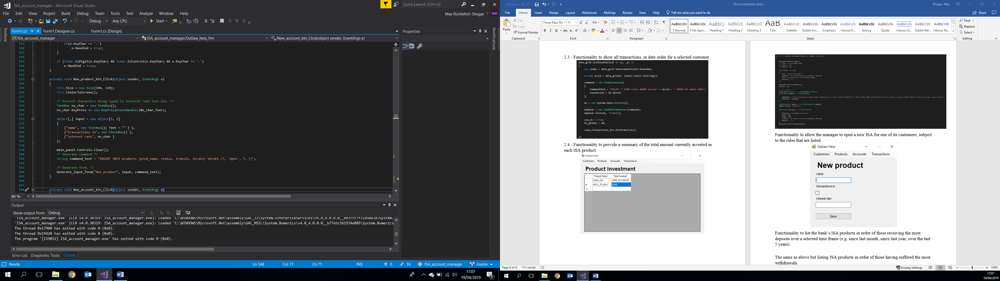 ISA_account_manager - Microsoft Visual Studio
Quick Launch (Ctrl+Q)
File Edit View Project Build Debug Team Tools Test Analyze Window Help
Max Rochefort-Shugar MR
Debug Any CPU Start
Toolbox
Form1.cs Form1.Designer.cs Form1.cs [Design]
ISA_account_manager ISA_account_manager.Outlaw_hess_frm New_account_btn_Click(object sender, EventArgs e)
515 if(e.KeyChar == '.')
516 e.Handled = true;
517 }
518
519 if (!char.IsDigit(e.KeyChar) && !char.IsControl(e.KeyChar) && e.KeyChar != '.')
520 e.Handled = true;
521 }
522
523 private void New_product_btn_Click(object sender, EventArgs e)
524 {
525 this.Size = new Size(340, 320);
526 this.CenterToScreen();
527
528 /* Prevent characters being typed in interest rate text box. */
529 TextBox no_char = new TextBox();
530 no_char.KeyPress += new KeyPressEventHandler(No_char_func);
531
532 object[,] input = new object[3, 2]
533 {
534 {"name", new TextBox(){ Text = "" } },
535 {"transactions in", new CheckBox() },
536 {"interest rate", no_char }
537 };
538
539 main_panel.Controls.Clear();
540 /* Generate Command */
541 String command_text = "INSERT INTO products (prod_name, status, transin, inrate) VALUES (?, 'open', ?, ?)";
542
543 /* Generate form. */
544 Generate_input_form("New product", input, command_text);
545 }
546
547
548 private void New_account_btn_Click(object sender, EventArgs e)
80 %
Output
Show output from: Debug
'ISA_account_manager.exe' (CLR v4.0.30319: ISA_account_manager.exe): Loaded 'C:\WINDOWS\Microsoft.Net\assembly\GAC_32\System.EnterpriseServices\v4.0_4.0.0.0__b03f5f7f11d50a3a\System.
'ISA_account_manager.exe' (CLR v4.0.30319: ISA_account_manager.exe): Loaded 'C:\WINDOWS\Microsoft.Net\assembly\GAC_MSIL\System.Numerics\v4.0_4.0.0.0__b77a5c561934e089\System.Numerics
The thread 0x17900 has exited with code 0 (0x0).
The thread 0x19420 has exited with code 0 (0x0).
The program '[159052] ISA_account_manager.exe' has exited with code 0 (0x0).
Error List Diagnostic Tools Output
Ready Ln 548 Col 71 Ch 71 INS 0 16 ISA_account_manager master
17:07
19/04/2019
1
Properties
Notifications
AutoSave Off Documentation.docx Shugar, Max
File Home Insert Design Layout References Mailings Review View Help Tell me what you want to do Share
Paste
Cut
Copy
Format Painter
Times New Ro 11
AaBbCcDc AaBbCcDc AaBbCc AaBbCcD AaBbCcD AaB AaBbCcD AaBbCcDc AaBbCcDc AaBbCcDc AaBbCcDc AaBbCcDc AaBbCcDc AaBbCcDc AaBbCcDc
¶ Normal ¶ No Spac... Heading 1 Heading 2 Heading 3 Title Subtitle Subtle Em... Emphasis Intense E... Strong Quote Intense Q... Subtle Ref... Intense Re...
Find
Replace
Select
Clipboard Font Paragraph Styles Editing
2.3 - Functionality to show all transactions, in date order for a selected customer.
data_grid.CellDoubleClick += (s, _e) =>
{
int index = data_grid.SelectedCells[0].RowIndex;
string accid = data_grid[0, index].Value.ToString();
command = new OleDbCommand()
{
CommandText = "SELECT * FROM tranx WHERE accid=" + accid + " ORDER BY event DESC",
Connection = db.myConn
};
ds = new System.Data.DataSet();
adapter = new OleDbDataAdapter(command);
adapter.Fill(ds, "tranx");
use_ds = true;
ds_global = ds;
view_transactions_btn.PerformClick();
};
2.4 - Functionality to provide a summary of the total amount currently invested in
each ISA product.
Outlaw Hess
Customers Products Accounts Transactions
Product Investment
'Product Name' 'Total Invested'
CASH_ISA 2949.1611328125
HELP_TO_BUY 8000
Functionality to allow the manager to open a new ISA for one of its customers, subject
to the rules that are listed.
Outlaw Hess
Customers Products Accounts Transactions
New product
name
transactions in
interest rate
Save
Functionality to list the bank's ISA products in order of those receiving the most
deposits over a selected time frame (e.g. since last month, since last year, over the last
5 years).
The same as above but listing ISA products in order of those having suffered the most
withdrawals.
Page 8 of 8 711 words Display Settings 100%
17:07
19/04/2019